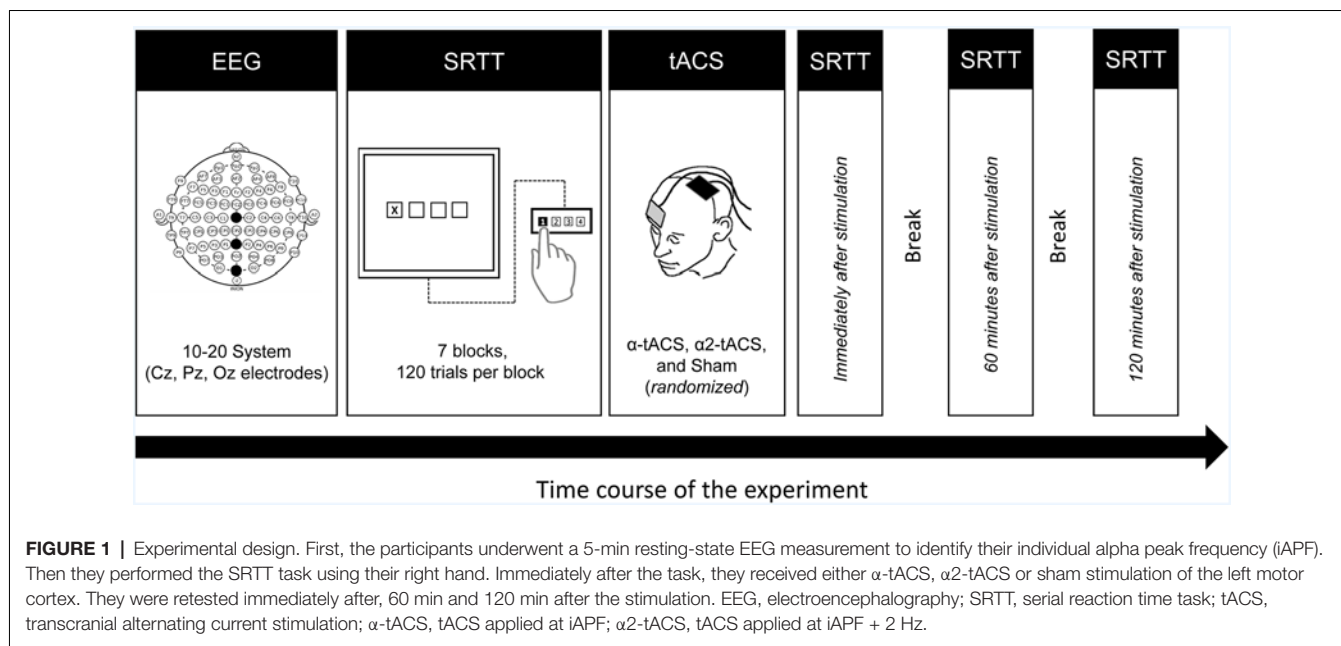 EEG
SRTT
tACS
SRTT
SRTT
SRTT
10-20 System
(Cz, Pz, Oz electrodes)
X
1 2 3 4
7 blocks,
120 trials per block
α-tACS, α2-tACS,
and Sham
(randomized)
Immediately after stimulation
Break
60 minutes after stimulation
Break
120 minutes after stimulation
Time course of the experiment
FIGURE 1 | Experimental design. First, the participants underwent a 5-min resting-state EEG measurement to identify their individual alpha peak frequency (iAPF).
Then they performed the SRTT task using their right hand. Immediately after the task, they received either α-tACS, α2-tACS or sham stimulation of the left motor
cortex. They were retested immediately after, 60 min and 120 min after the stimulation. EEG, electroencephalography; SRTT, serial reaction time task; tACS,
transcranial alternating current stimulation; α-tACS, tACS applied at iAPF; α2-tACS, tACS applied at iAPF + 2 Hz.